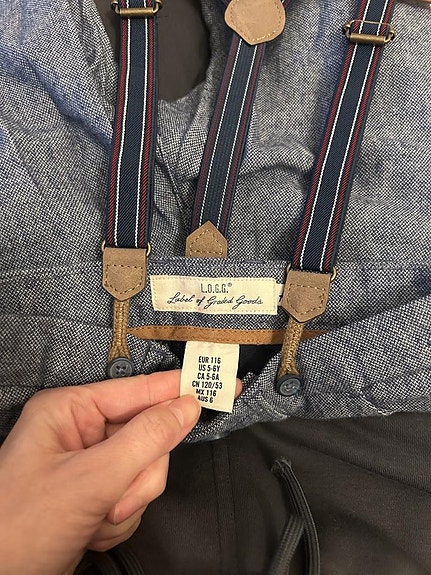 L.O.G.G.®
Label of Graded Goods
EUR 116
US 5-6Y
CA 5-6A
CN 120/53
MX 116
AUS 6